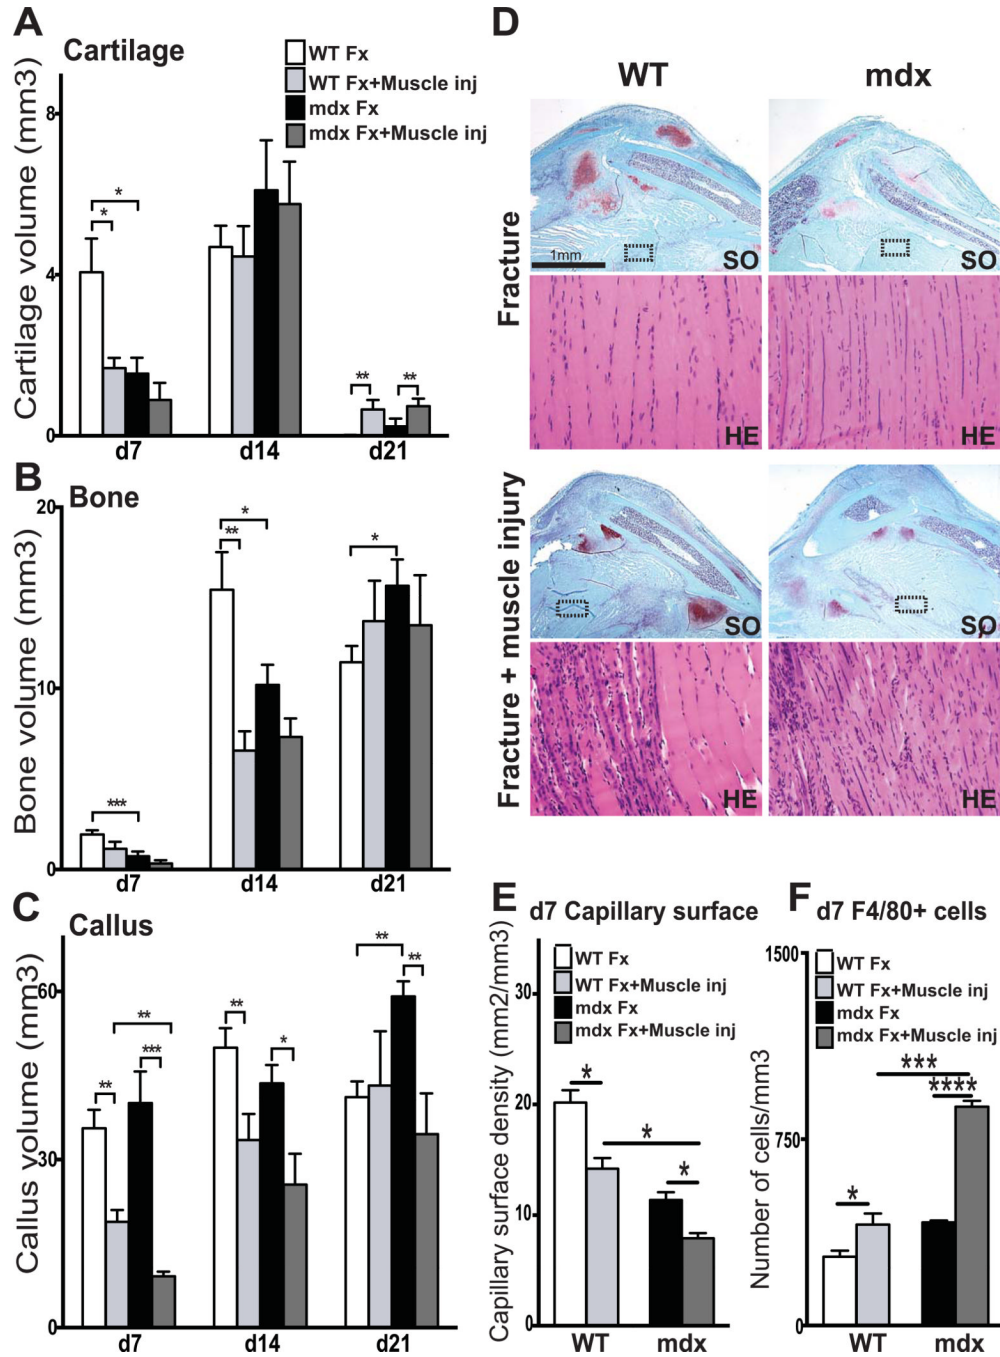 A
Cartilage
WT Fx
WT Fx+Muscle inj
mdx Fx
mdx Fx+Muscle inj
Cartilage volume (mm3)
8
4
0
*
*
**
**
d7
d14
d21
B
Bone
Bone volume (mm3)
20
10
0
***
*
**
*
d7
d14
d21
C
Callus
Callus volume (mm3)
60
30
0
**
**
***
**
*
**
**
d7
d14
d21
D
WT
mdx
Fracture
1mm
SO
SO
HE
HE
Fracture + muscle injury
SO
SO
HE
HE
E
d7 Capillary surface
Capillary surface density (mm2/mm3)
30
20
10
0
WT Fx
WT Fx+Muscle inj
mdx Fx
mdx Fx+Muscle inj
*
*
*
WT
mdx
F
d7 F4/80+ cells
Number of cells/mm3
1500
750
0
WT Fx
WT Fx+Muscle inj
mdx Fx
mdx Fx+Muscle inj
***
****
*
WT
mdx